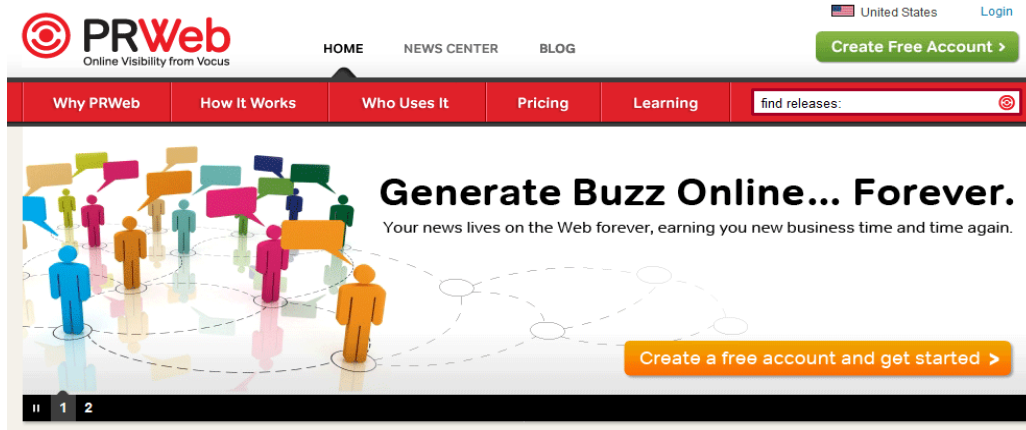 United States Login
PRWeb
Online Visibility from Vocus
HOME NEWS CENTER BLOG
Create Free Account >
Why PRWeb How It Works Who Uses It Pricing Learning find releases:
Generate Buzz Online... Forever.
Your news lives on the Web forever, earning you new business time and time again.
Create a free account and get started >
1 2